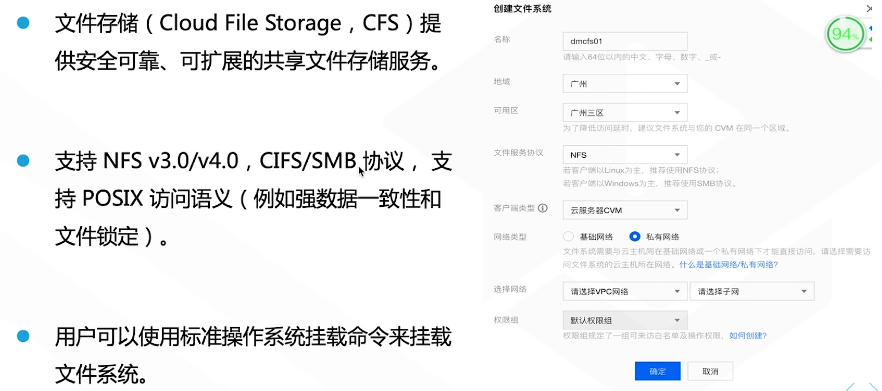 文件存储（Cloud File Storage，CFS）提
供安全可靠、可扩展的共享文件存储服务。
支持 NFS v3.0/v4.0，CIFS/SMB 协议， 支
持 POSIX 访问语义（例如强数据一致性和
文件锁定）。
用户可以使用标准操作系统挂载命令来挂载
文件系统。
创建文件系统
94%
名称
dmcfs01
请输入64位以内的中文、字母、数字、_或-
地域
广州
可用区
广州三区
为了降低访问延时，建议文件系统与您的 CVM 在同一个区域。
文件服务协议
NFS
若客户端以Linux为主，推荐使用NFS协议；
若客户端以Windows为主，推荐使用SMB协议。
客户端类型
云服务器CVM
网络类型
基础网络 私有网络
文件系统需要与云主机同在基础网络或一个私有网络下才能直接访问，请选择需要访
问文件系统的云主机所在网络。什么是基础网络/私有网络?
选择网络
请选择VPC网络 请选择子网
权限组
默认权限组
权限组规定了一组可来访白名单及操作权限，如何创建?
确定 取消